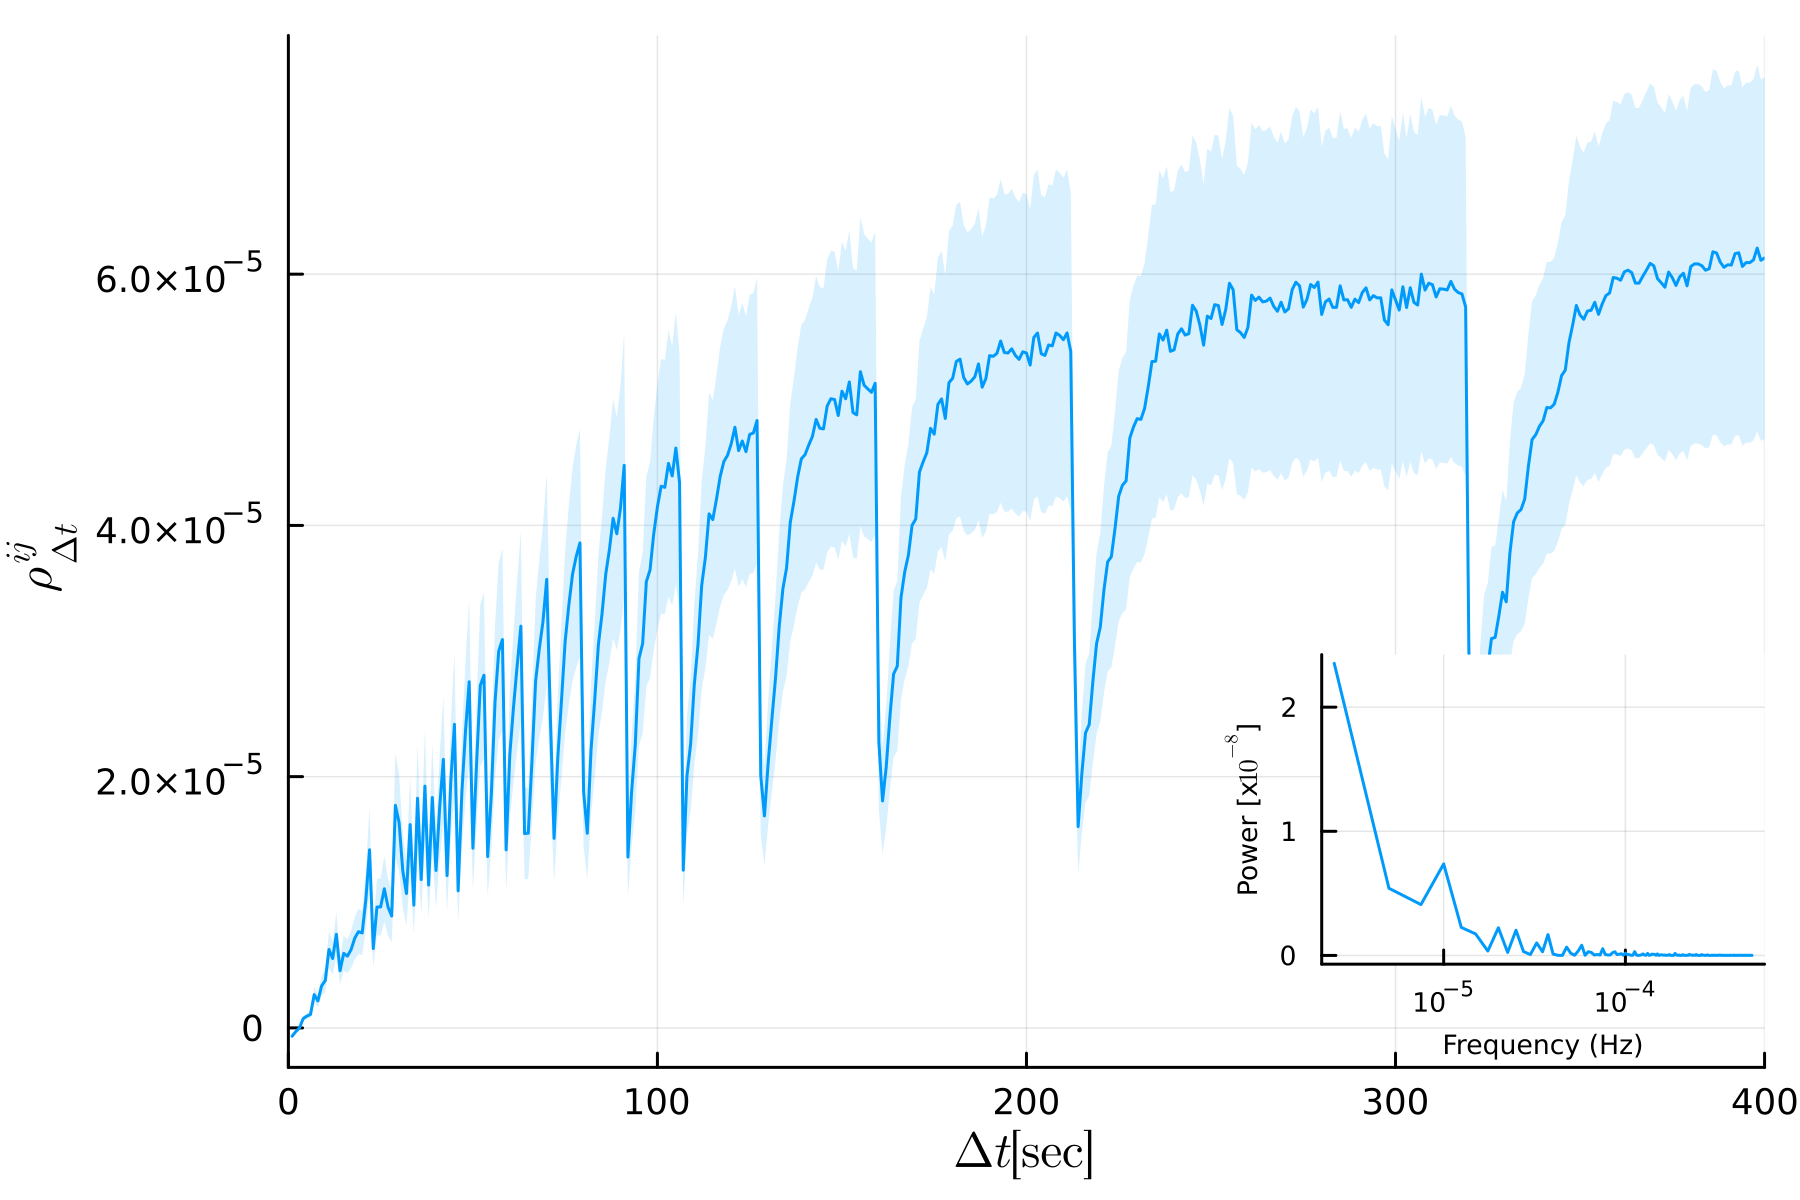 6.0×10⁻⁵
4.0×10⁻⁵
2.0×10⁻⁵
0
ρ^{ij}_{Δt}
0 100 200 300 400
Δt[sec]
2
1
0
Power [x10⁻⁸]
10⁻⁵ 10⁻⁴
Frequency (Hz)